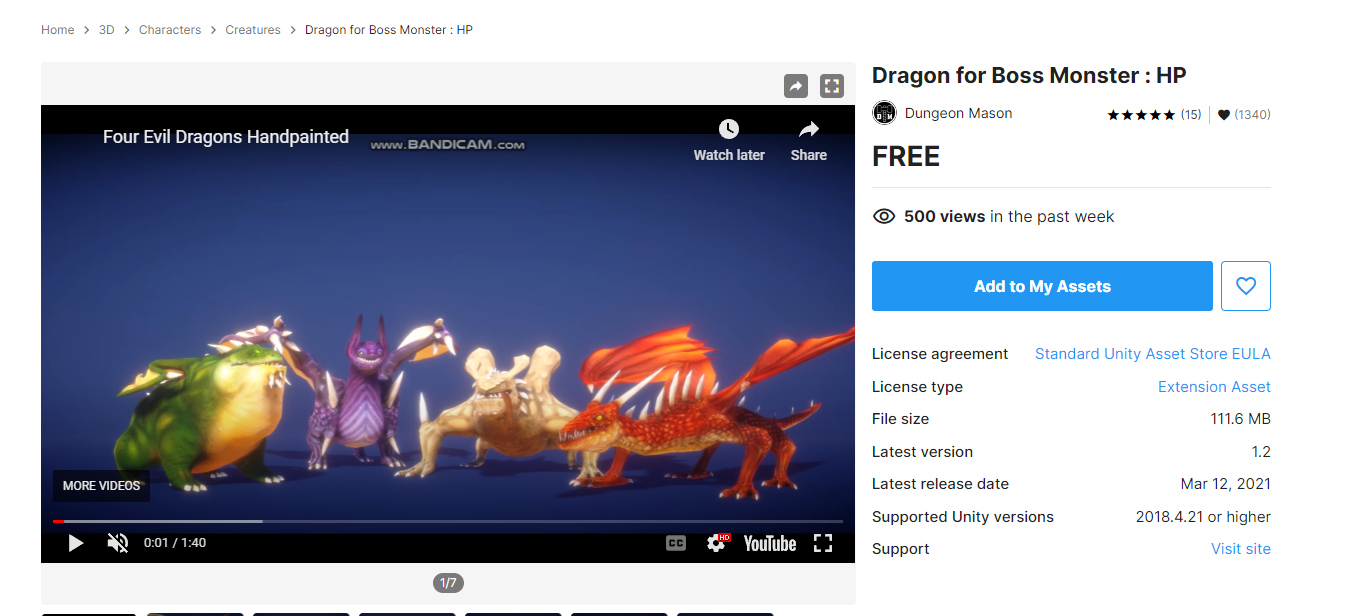 Home > 3D > Characters > Creatures > Dragon for Boss Monster : HP
Four Evil Dragons Handpainted
www.BANDICAM.com
Watch later
Share
MORE VIDEOS
0:01 / 1:40
CC
HD
YouTube
1/7
Dragon for Boss Monster : HP
Dungeon Mason
(15)
(1340)
FREE
500 views in the past week
Add to My Assets
License agreement Standard Unity Asset Store EULA
License type Extension Asset
File size 111.6 MB
Latest version 1.2
Latest release date Mar 12, 2021
Supported Unity versions 2018.4.21 or higher
Support Visit site